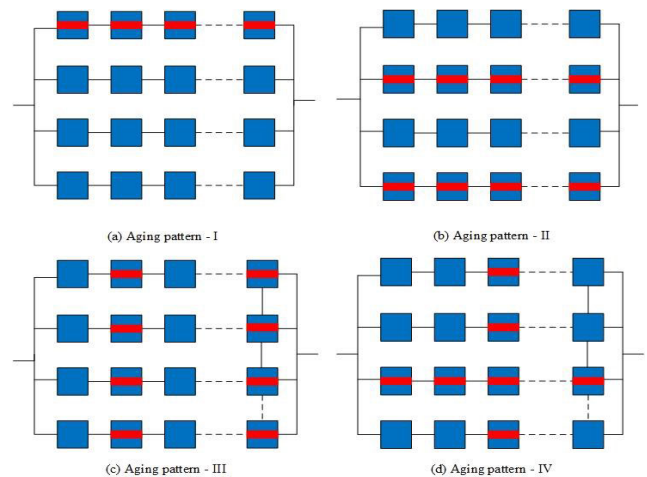 (a) Aging pattern - I
(b) Aging pattern - II
(c) Aging pattern - III
(d) Aging pattern - IV